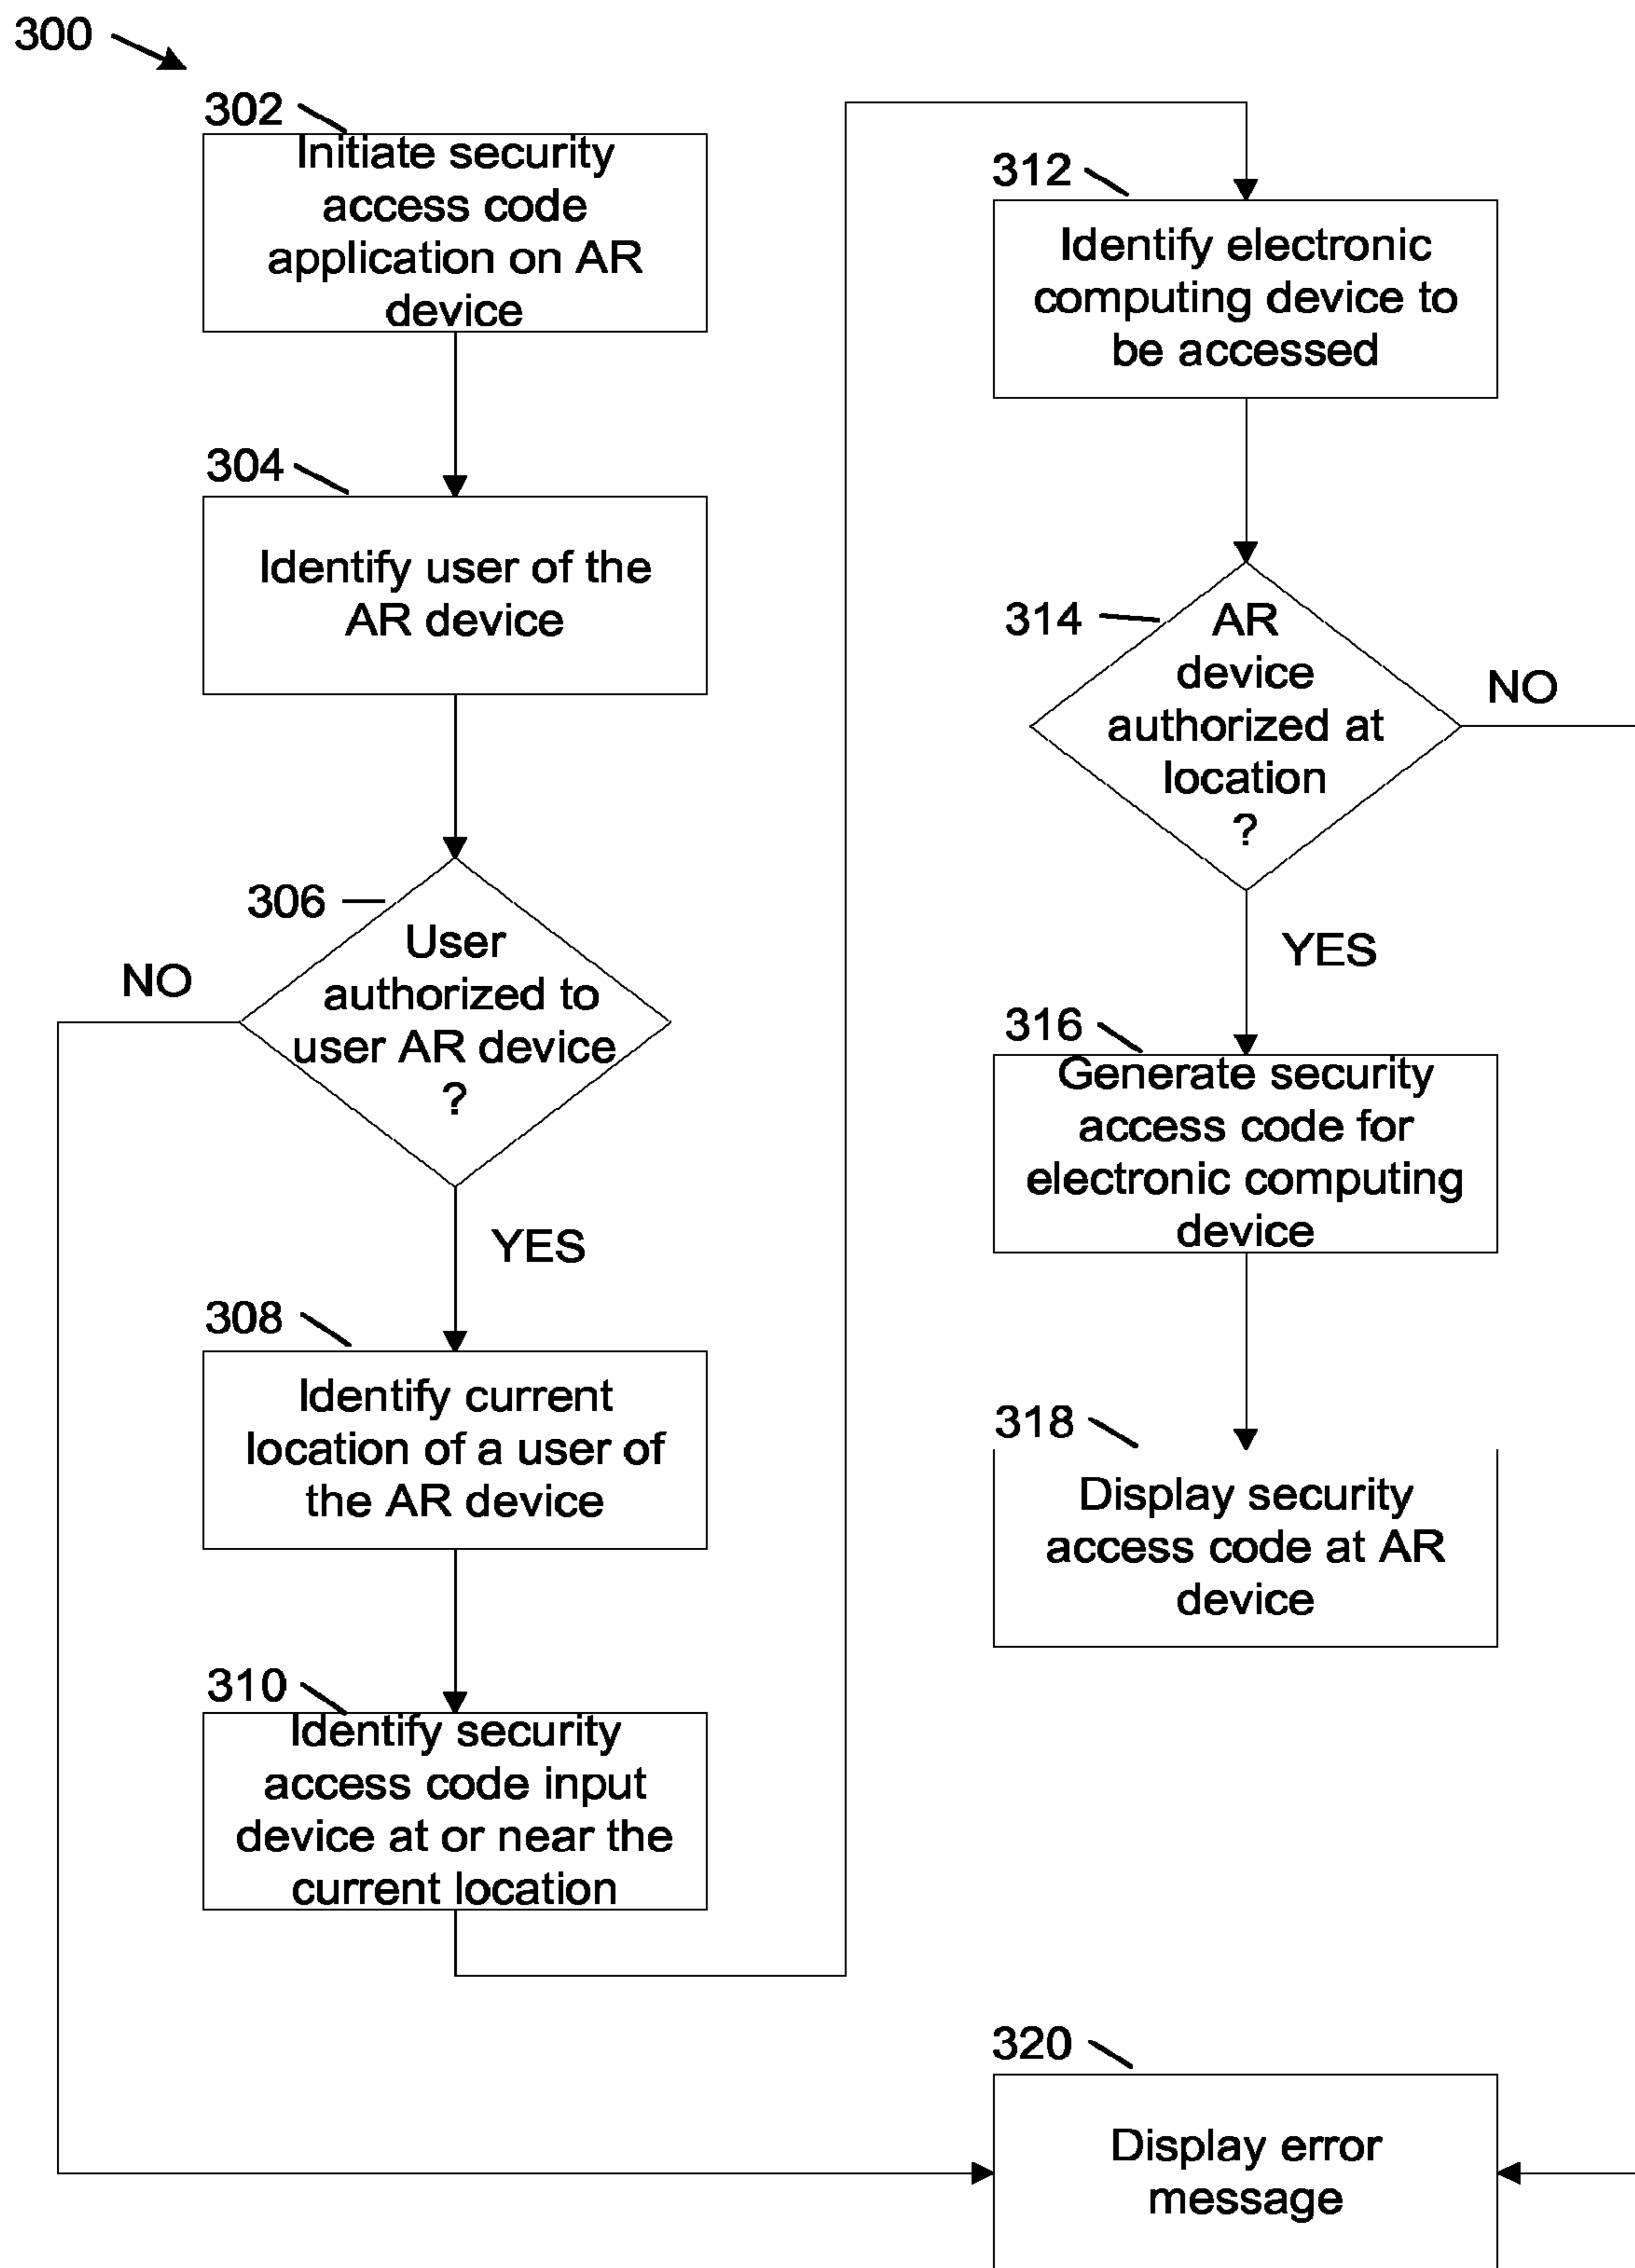 300
302
Initiate security
access code
application on AR
device
304
Identify user of the
AR device
306
User
authorized to
user AR device
?
NO
YES
308
Identify current
location of a user of
the AR device
310
Identify security
access code input
device at or near the
current location
312
Identify electronic
computing device to
be accessed
314
AR
device
authorized at
location
?
NO
YES
316
Generate security
access code for
electronic computing
device
318
Display security
access code at AR
device
320
Display error
message